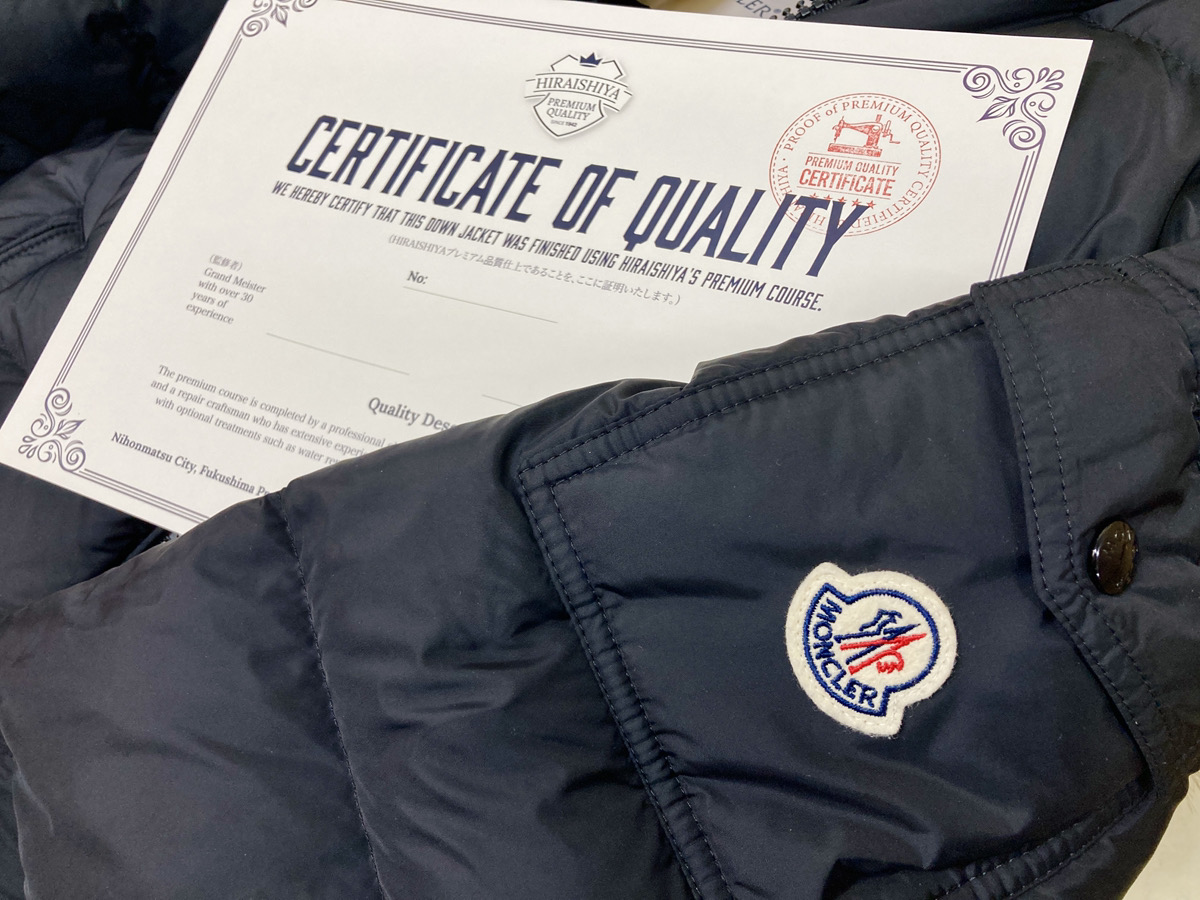 LER
HIRAISHIYA
PREMIUM
QUALITY
SINCE 1942
PROOF of PREMIUM QUALITY
PREMIUM QUALITY
CERTIFICATE
CERTIFICATE OF QUALITY
WE HEREBY CERTIFY THAT THIS DOWN JACKET WAS FINISHED USING HIRAISHIYA'S PREMIUM COURSE.
(HIRAISHIYAプレミアム品質仕上であることを、ここに証明いたします。)
(監修者)
Grand Meister
with over 30
years of
experience
No:
Quality Des
The premium course is completed by a professional
and a repair craftsman who has extensive experi
with optional treatments such as water re
Nihonmatsu City, Fukushima P
MONCLER